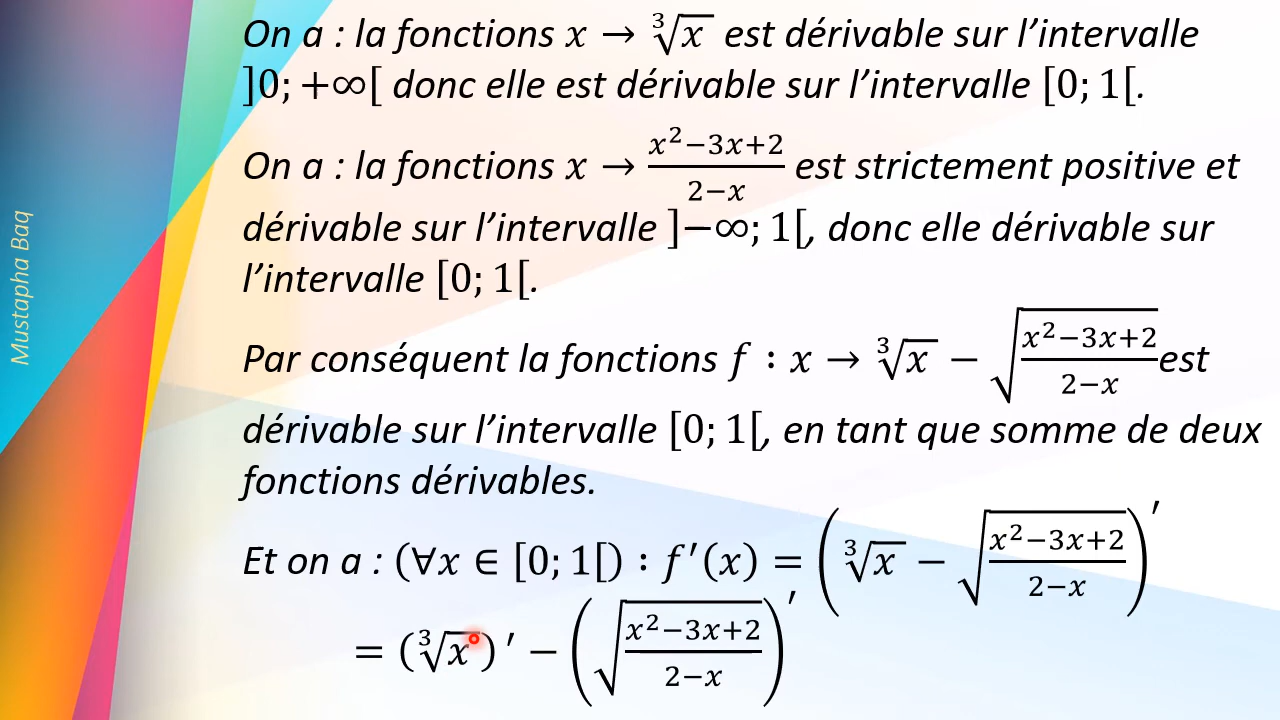 On a : la fonctions x → ∛x est dérivable sur l’intervalle
]0; +∞[ donc elle est dérivable sur l’intervalle [0; 1[.
On a : la fonctions x → (x²−3x+2)/(2−x) est strictement positive et
dérivable sur l’intervalle ]−∞; 1[, donc elle dérivable sur
l’intervalle [0; 1[.
Par conséquent la fonctions f : x → ∛x − √((x²−3x+2)/(2−x)) est
dérivable sur l’intervalle [0; 1[, en tant que somme de deux
fonctions dérivables.
Et on a : (∀x ∈ [0; 1[) : f′(x) = (∛x − √((x²−3x+2)/(2−x)))′
= (∛x)′ − (√((x²−3x+2)/(2−x)))′
Mustapha Baq